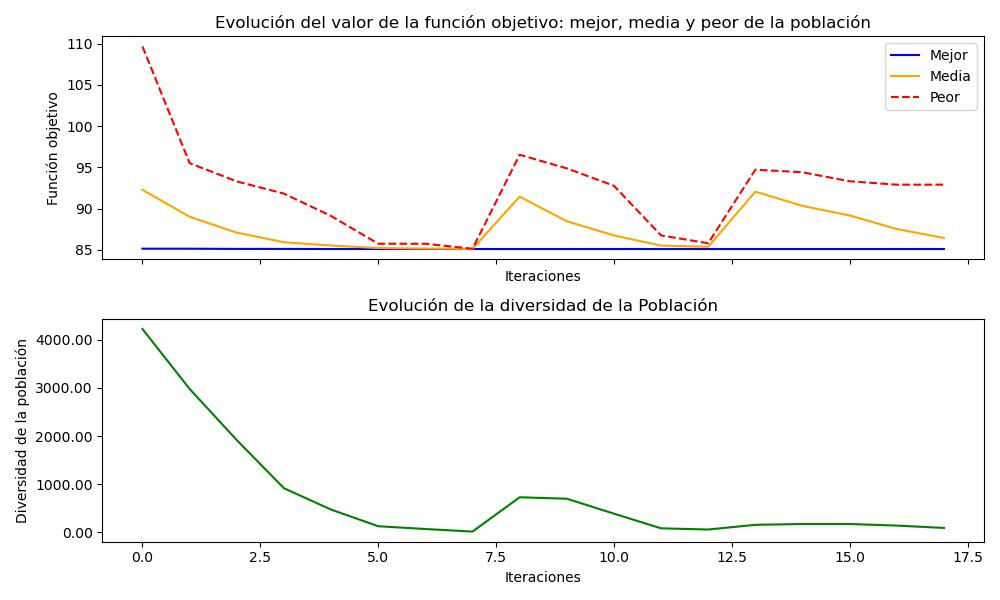 Evolución del valor de la función objetivo: mejor, media y peor de la población
110
105
100
95
90
85
Función objetivo
Mejor
Media
Peor
Iteraciones
Evolución de la diversidad de la Población
4000.00
3000.00
2000.00
1000.00
0.00
Diversidad de la población
0.0 2.5 5.0 7.5 10.0 12.5 15.0 17.5
Iteraciones